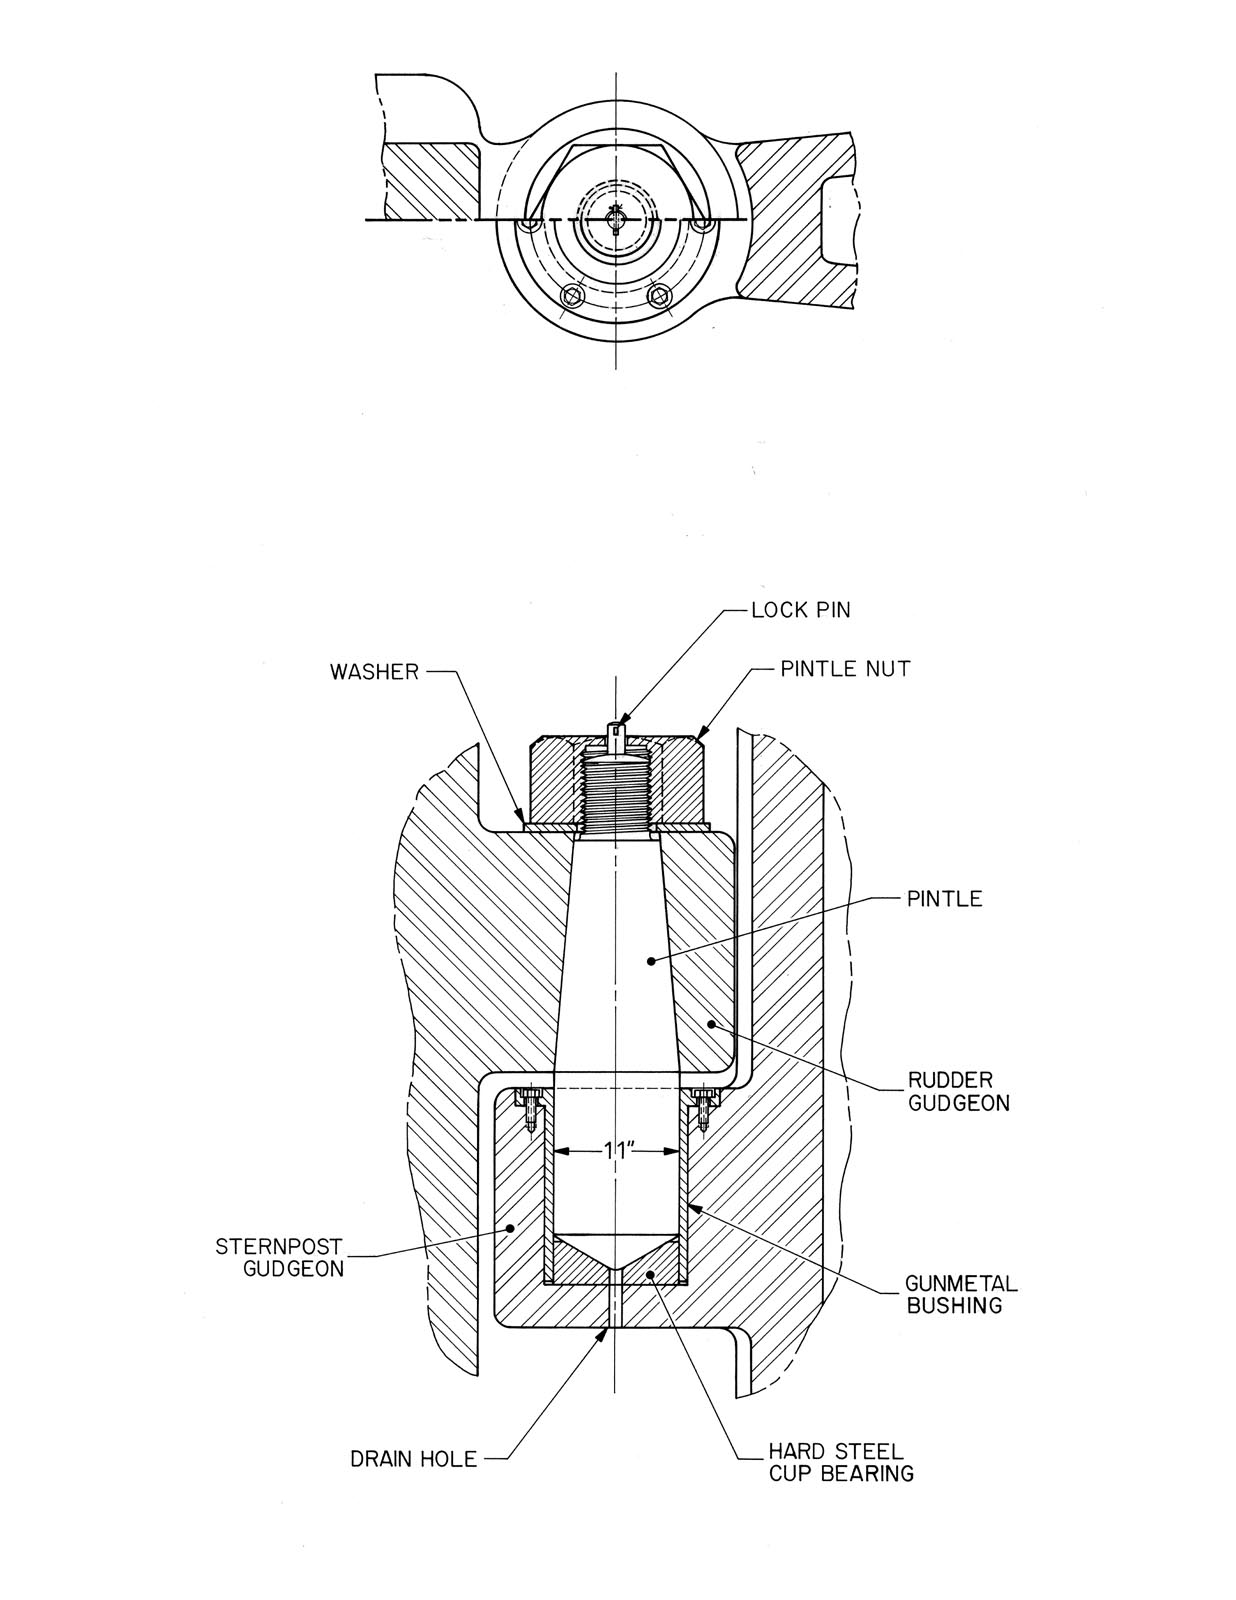 LOCK PIN
WASHER
PINTLE NUT
PINTLE
RUDDER
GUDGEON
11"
STERNPOST
GUDGEON
GUNMETAL
BUSHING
DRAIN HOLE
HARD STEEL
CUP BEARING